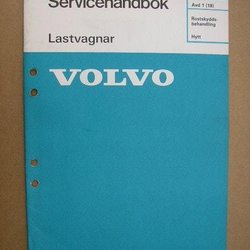 Servicehandbok
Avd 1 (18)
Rostskydds-
behandling
Hytt
Lastvagnar
VOLVO